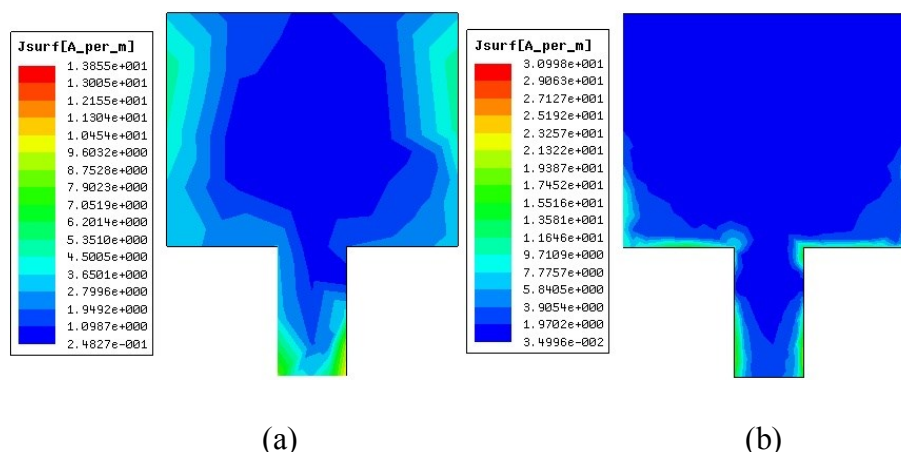 Jsurf[A_per_m]
1.3855e+001
1.3005e+001
1.2155e+001
1.1304e+001
1.0454e+001
9.6032e+000
8.7528e+000
7.9023e+000
7.0519e+000
6.2014e+000
5.3510e+000
4.5005e+000
3.6501e+000
2.7996e+000
1.9492e+000
1.0987e+000
2.4827e-001
Jsurf[A_per_m]
3.0998e+001
2.9063e+001
2.7127e+001
2.5192e+001
2.3257e+001
2.1322e+001
1.9387e+001
1.7452e+001
1.5516e+001
1.3581e+001
1.1646e+001
9.7109e+000
7.7757e+000
5.8405e+000
3.9054e+000
1.9702e+000
3.4996e-002
(a)
(b)